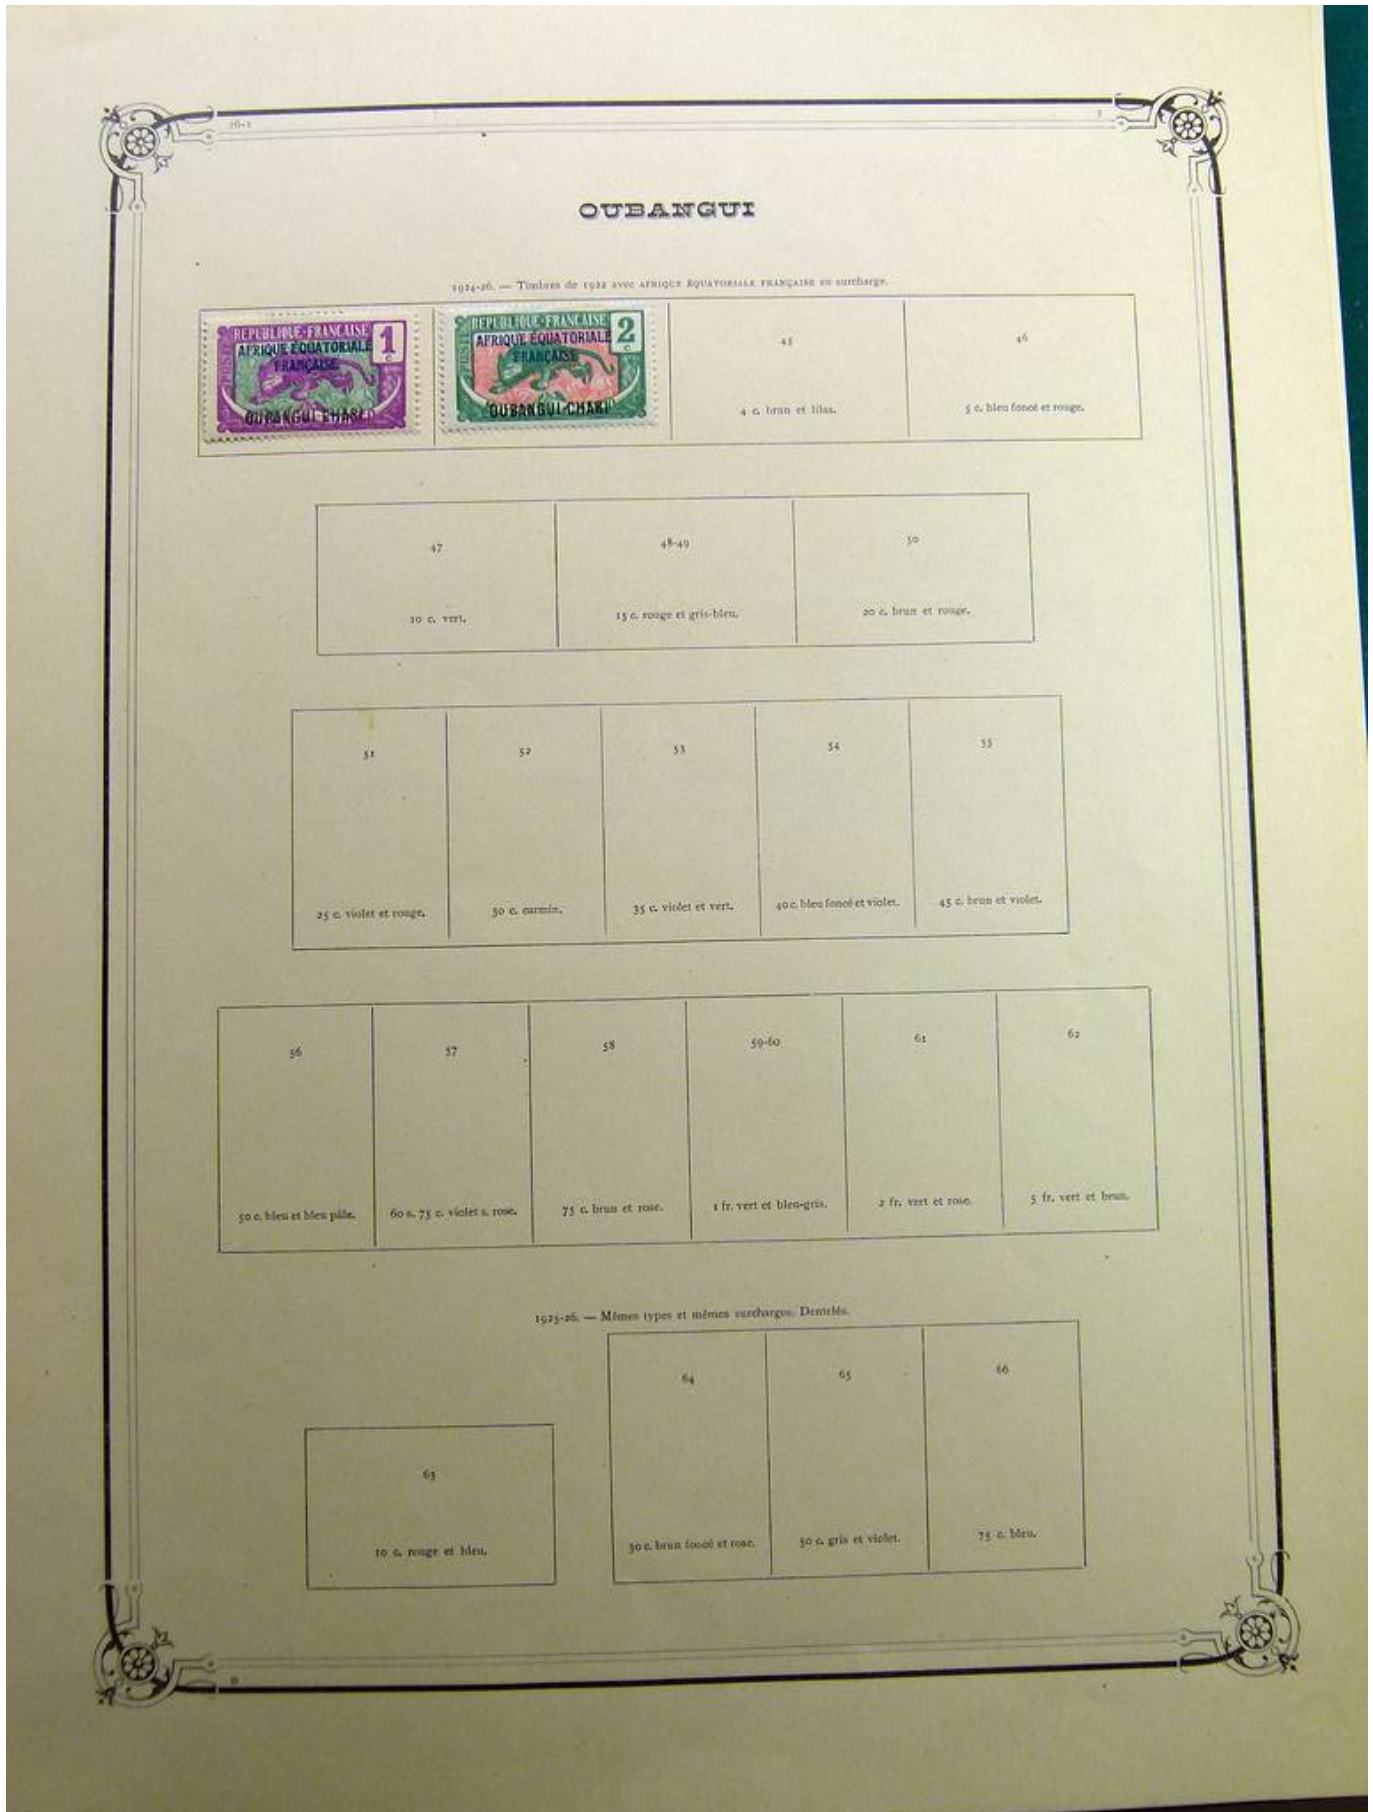 16-1
OUBANGUI
1924-26. — Timbres de 1922 avec AFRIQUE ÉQUATORIALE FRANÇAISE en surcharge.
REPUBLIQUE·FRANÇAISE 1 c
POSTES
AFRIQUE ÉQUATORIALE
FRANÇAISE
OUBANGUI-CHARI
REPUBLIQUE·FRANÇAISE 2 c
POSTES
AFRIQUE ÉQUATORIALE
FRANÇAISE
OUBANGUI-CHARI
45
4 c. brun et lilas.
46
5 c. bleu foncé et rouge.
47
10 c. vert.
48-49
15 c. rouge et gris-bleu.
50
20 c. brun et rouge.
51
25 c. violet et rouge.
52
30 c. carmin.
53
35 c. violet et vert.
54
40 c. bleu foncé et violet.
55
45 c. brun et violet.
56
50 c. bleu et bleu pâle.
57
60 s. 75 c. violet s. rose.
58
75 c. brun et rose.
59-60
1 fr. vert et bleu-gris.
61
2 fr. vert et rose.
62
5 fr. vert et brun.
1925-26. — Mêmes types et mêmes surcharges. Dentelés.
63
10 c. rouge et bleu.
64
30 c. brun foncé et rose.
65
50 c. gris et violet.
66
75 c. bleu.